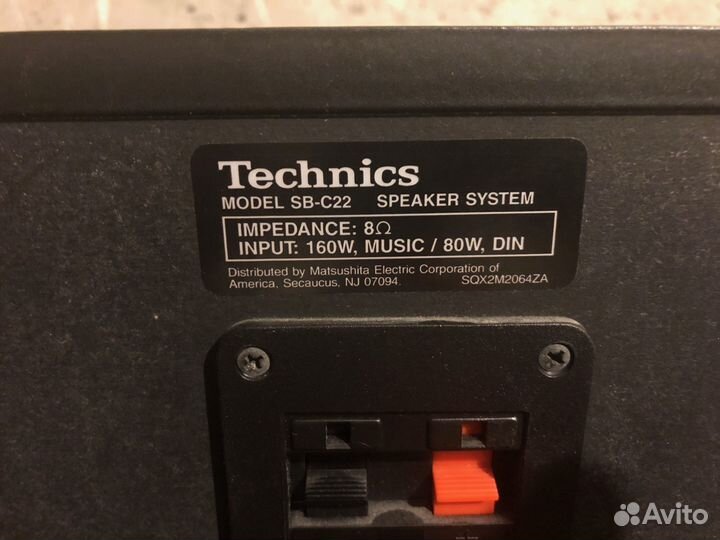 Technics
MODEL SB-C22 SPEAKER SYSTEM
IMPEDANCE: 8Ω
INPUT: 160W, MUSIC / 80W, DIN
Distributed by Matsushita Electric Corporation of
America, Secaucus, NJ 07094. SQX2M2064ZA
Avito